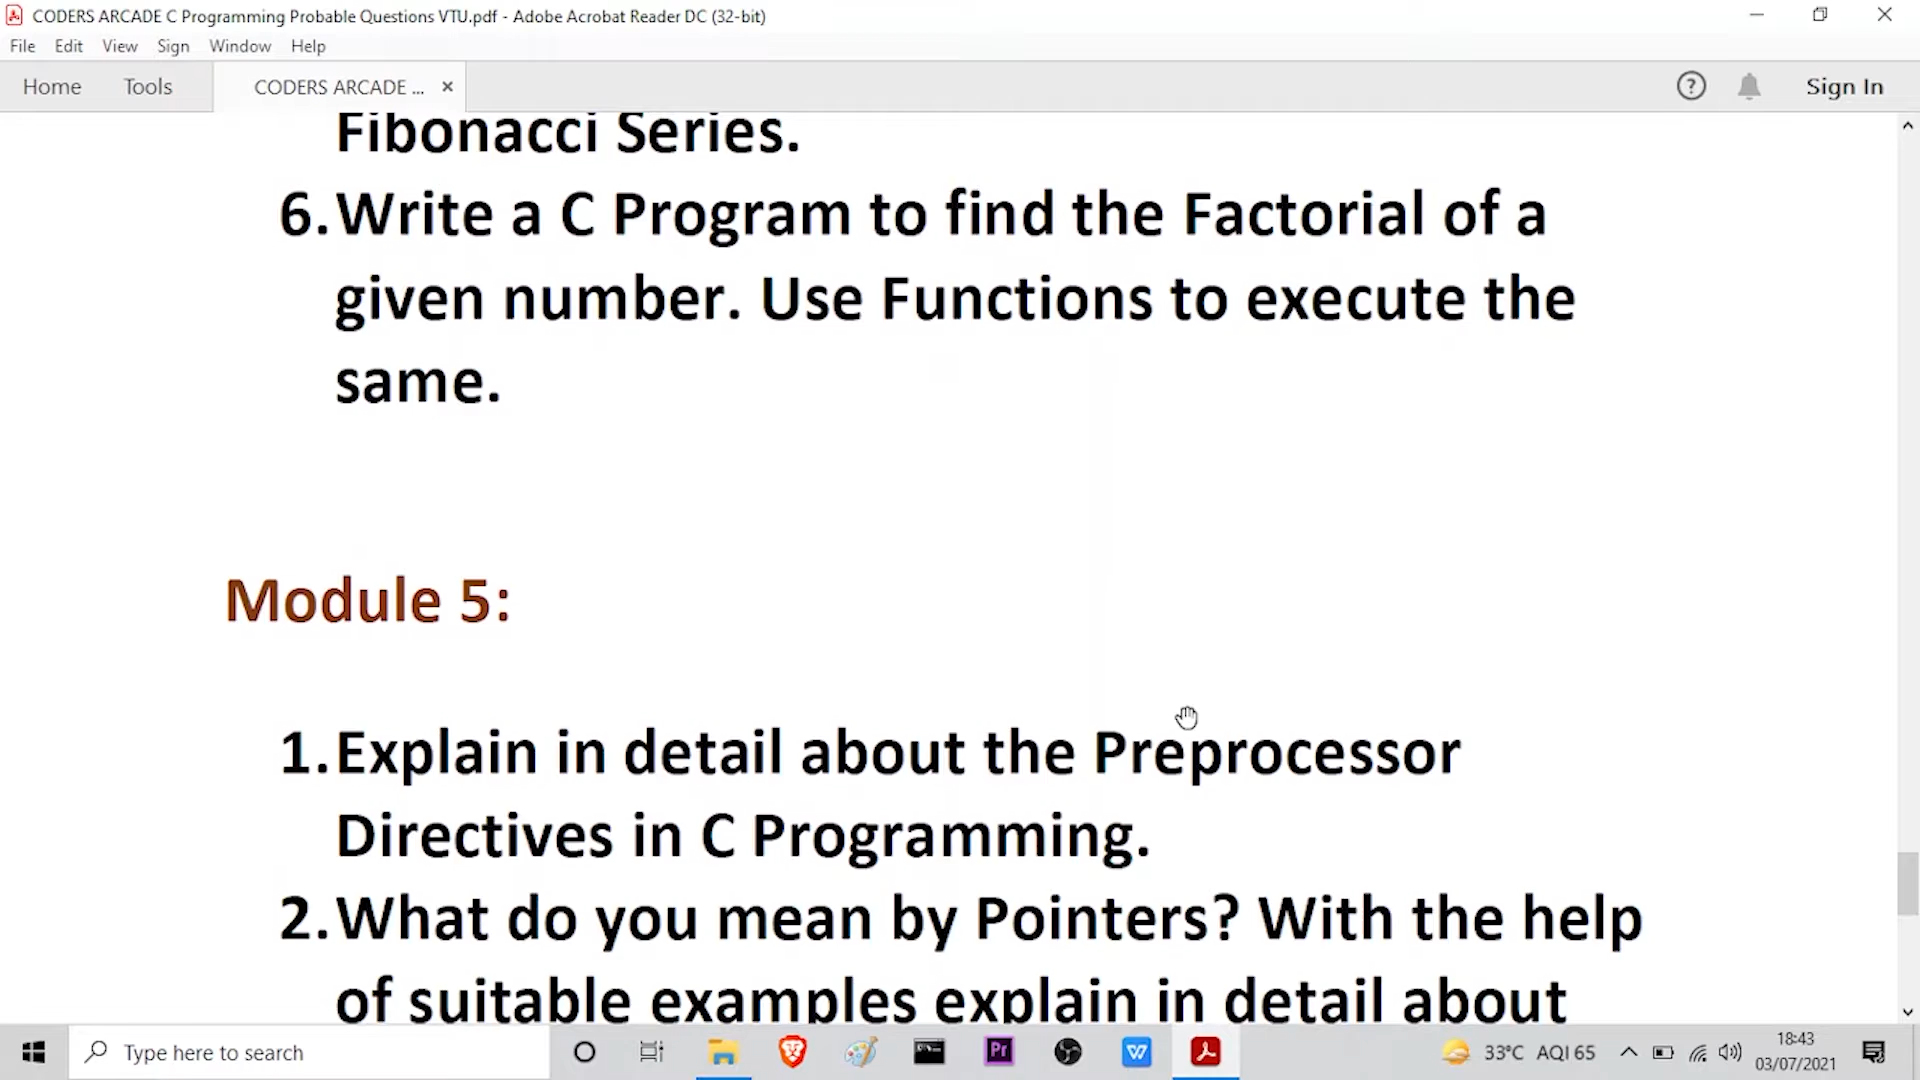 CODERS ARCADE C Programming Probable Questions VTU.pdf - Adobe Acrobat Reader DC (32-bit)
File Edit View Sign Window Help
Home Tools CODERS ARCADE ... × Sign In
Fibonacci Series.
6. Write a C Program to find the Factorial of a
given number. Use Functions to execute the
same.
Module 5:
1. Explain in detail about the Preprocessor
Directives in C Programming.
2. What do you mean by Pointers? With the help
of suitable examples explain in detail about
Type here to search
Pr
W
33°C AQI 65
18:43
03/07/2021